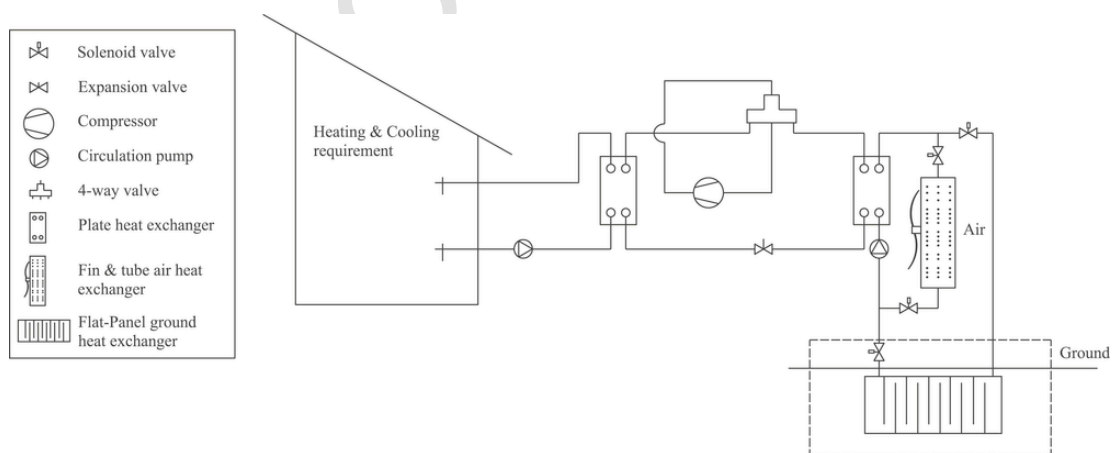 Solenoid valve
Expansion valve
Compressor
Circulation pump
4-way valve
Plate heat exchanger
Fin & tube air heat
exchanger
Flat-Panel ground
heat exchanger
Heating & Cooling
requirement
Air
Ground